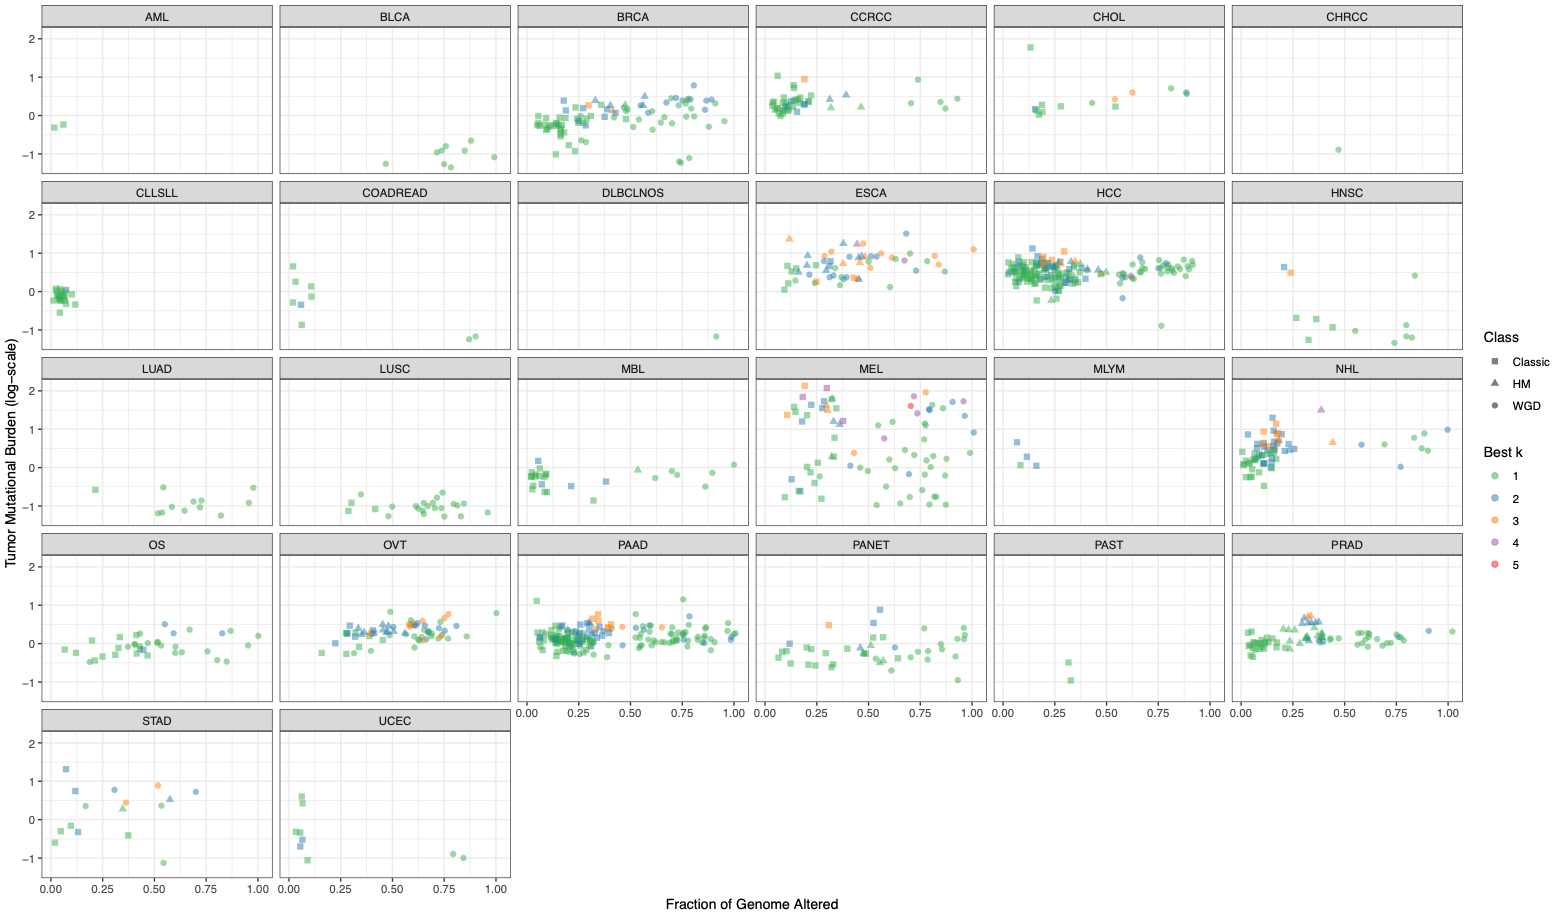 AML BLCA BRCA CCRCC CHOL CHRCC
2
1
0
−1
CLLSLL COADREAD DLBCLNOS ESCA HCC HNSC
2
1
0
−1
LUAD LUSC MBL MEL MLYM NHL
2
1
0
−1
OS OVT PAAD PANET PAST PRAD
2
1
0
−1
0.00 0.25 0.50 0.75 1.00 0.00 0.25 0.50 0.75 1.00 0.00 0.25 0.50 0.75 1.00 0.00 0.25 0.50 0.75 1.00
STAD UCEC
2
1
0
−1
0.00 0.25 0.50 0.75 1.00 0.00 0.25 0.50 0.75 1.00
Fraction of Genome Altered
Tumor Mutational Burden (log−scale)
Class
Classic
HM
WGD
Best k
1
2
3
4
5